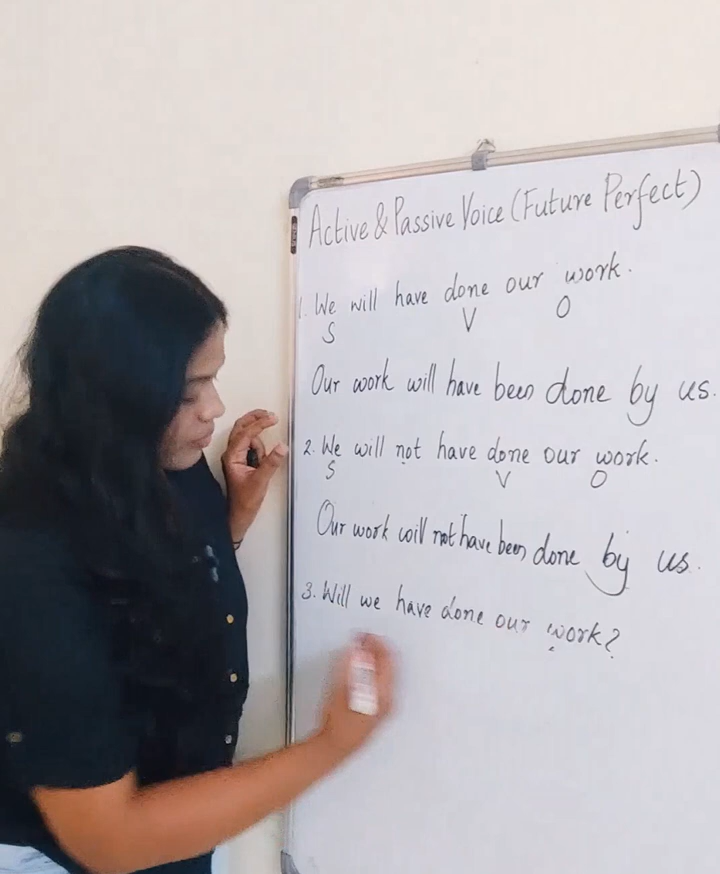 Active & Passive Voice (Future Perfect)
1. We will have done our work.
S V O
Our work will have been done by us.
2. We will not have done our work.
S V O
Our work will not have been done by us.
3. Will we have done our work?